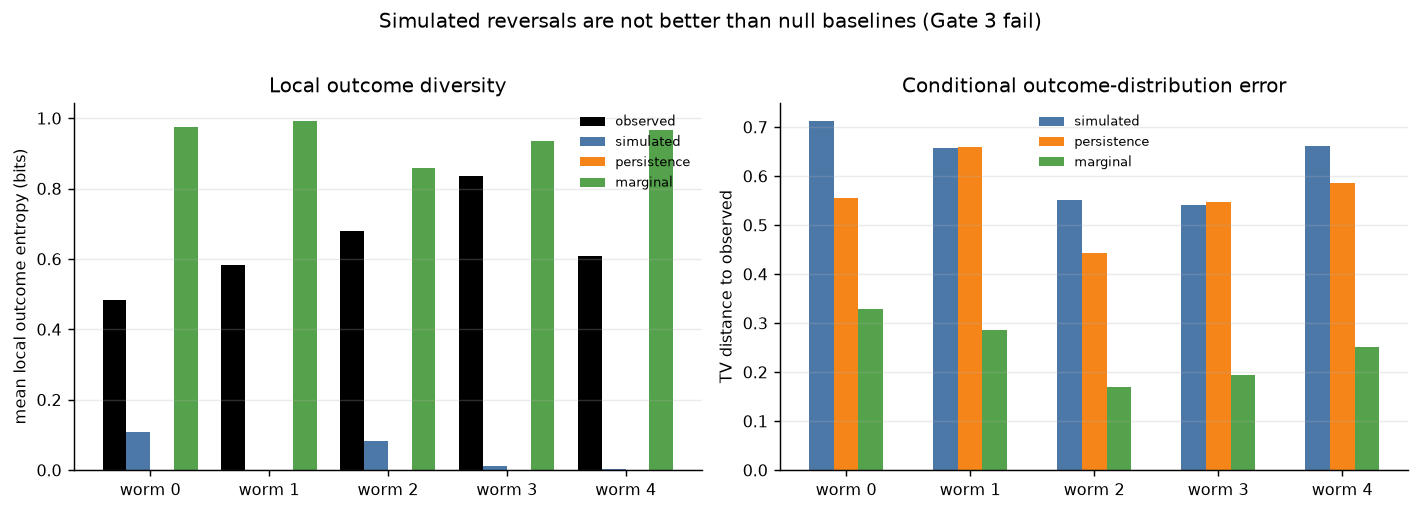 Simulated reversals are not better than null baselines (Gate 3 fail)
Local outcome diversity
mean local outcome entropy (bits)
1.0
0.8
0.6
0.4
0.2
0.0
observed
simulated
persistence
marginal
worm 0
worm 1
worm 2
worm 3
worm 4
Conditional outcome-distribution error
TV distance to observed
0.7
0.6
0.5
0.4
0.3
0.2
0.1
0.0
simulated
persistence
marginal
worm 0
worm 1
worm 2
worm 3
worm 4